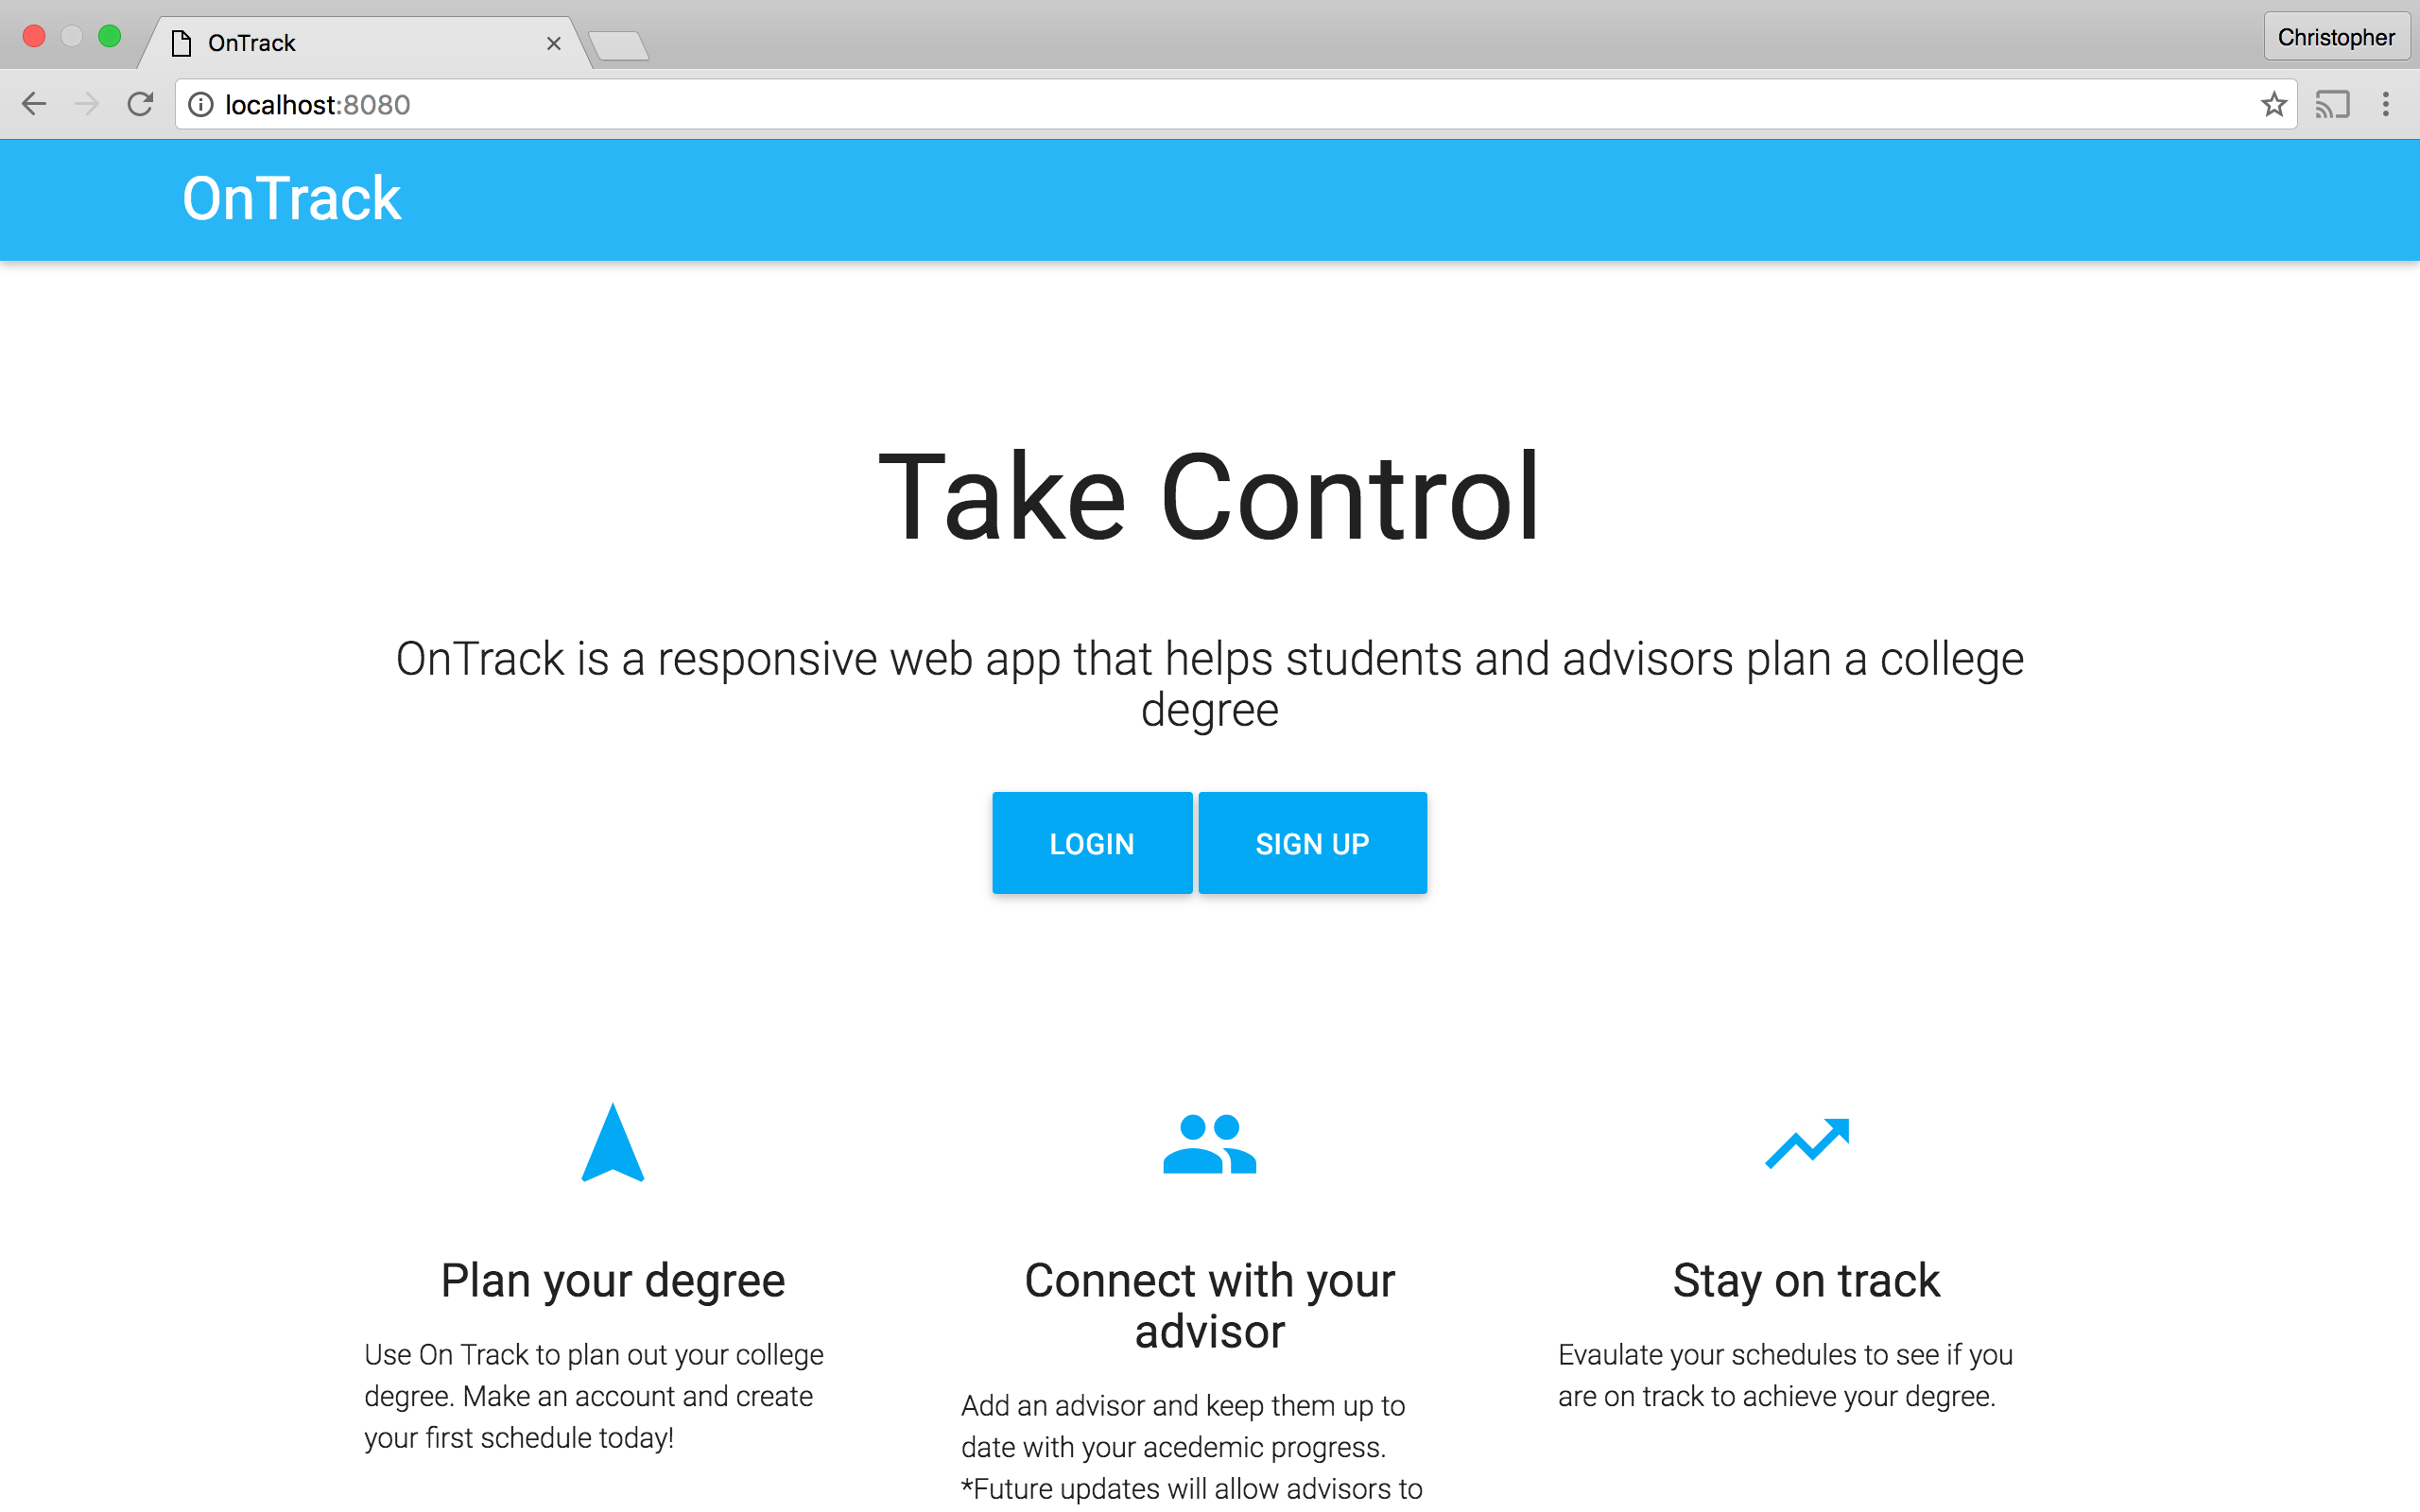 OnTrack
Christopher
localhost:8080
OnTrack
Take Control
OnTrack is a responsive web app that helps students and advisors plan a college
degree
LOGIN
SIGN UP
Plan your degree
Use On Track to plan out your college
degree. Make an account and create
your first schedule today!
Connect with your
advisor
Add an advisor and keep them up to
date with your acedemic progress.
*Future updates will allow advisors to
Stay on track
Evaulate your schedules to see if you
are on track to achieve your degree.